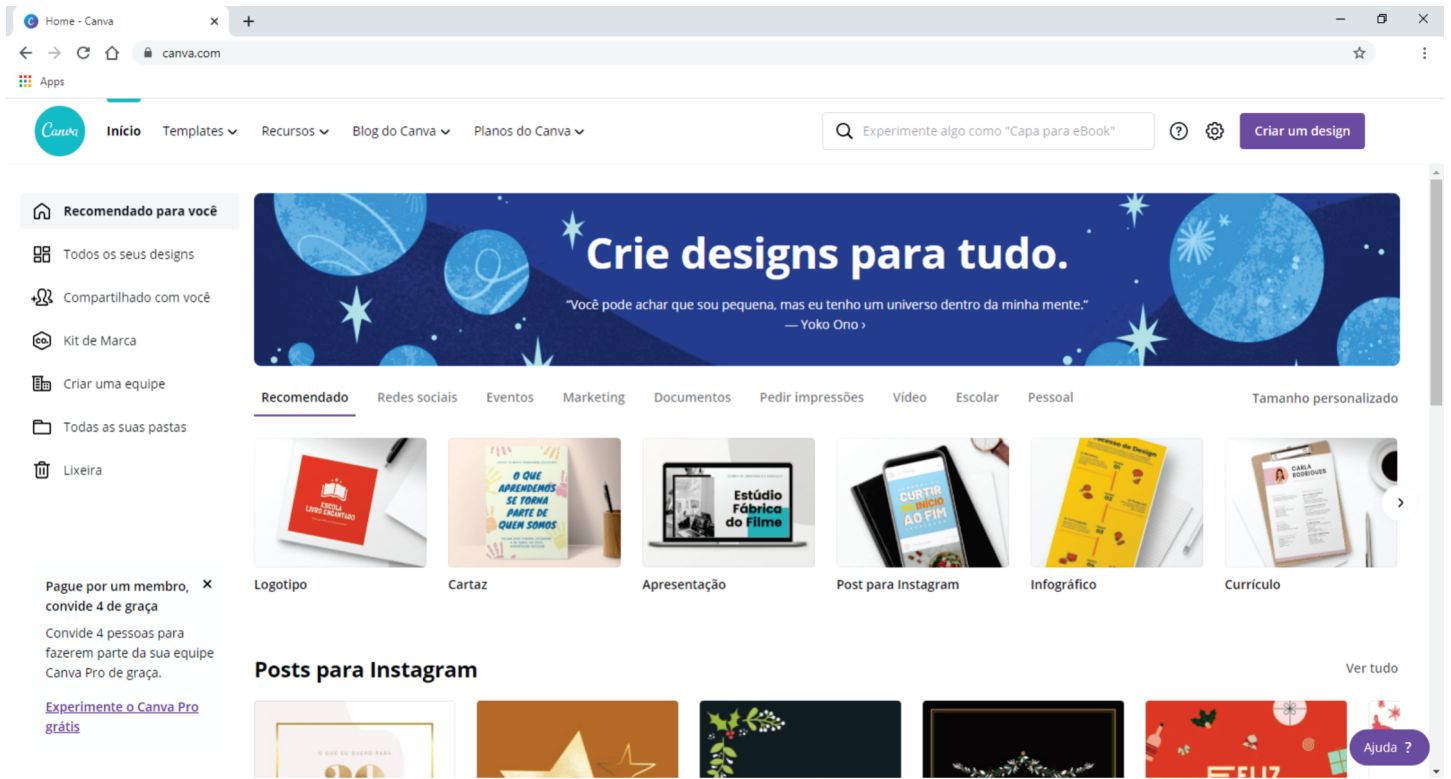 Home - Canva
canva.com
Apps
Canva
Início
Templates
Recursos
Blog do Canva
Planos do Canva
Experimente algo como "Capa para eBook"
?
Criar um design
Recomendado para você
Todos os seus designs
Compartilhado com você
CO.
Kit de Marca
Criar uma equipe
Todas as suas pastas
Lixeira
Pague por um membro,
convide 4 de graça
Convide 4 pessoas para
fazerem parte da sua equipe
Canva Pro de graça.
Experimente o Canva Pro
grátis
Crie designs para tudo.
“Você pode achar que sou pequena, mas eu tenho um universo dentro da minha mente.”
— Yoko Ono ›
Recomendado
Redes sociais
Eventos
Marketing
Documentos
Pedir impressões
Vídeo
Escolar
Pessoal
Tamanho personalizado
ESCOLA
LIVRO ENCANTADO
Logotipo
O QUE
APRENDEMOS
SE TORNA
PARTE DE
QUEM SOMOS
Cartaz
Estúdio
Fábrica
do Filme
Apresentação
CURTIR
DO INÍCIO
AO FIM
Post para Instagram
Infográfico
CARLA
RODRIGUES
Currículo
Posts para Instagram
Ver tudo
O QUE EU QUERO PARA
FELIZ
Ajuda ?